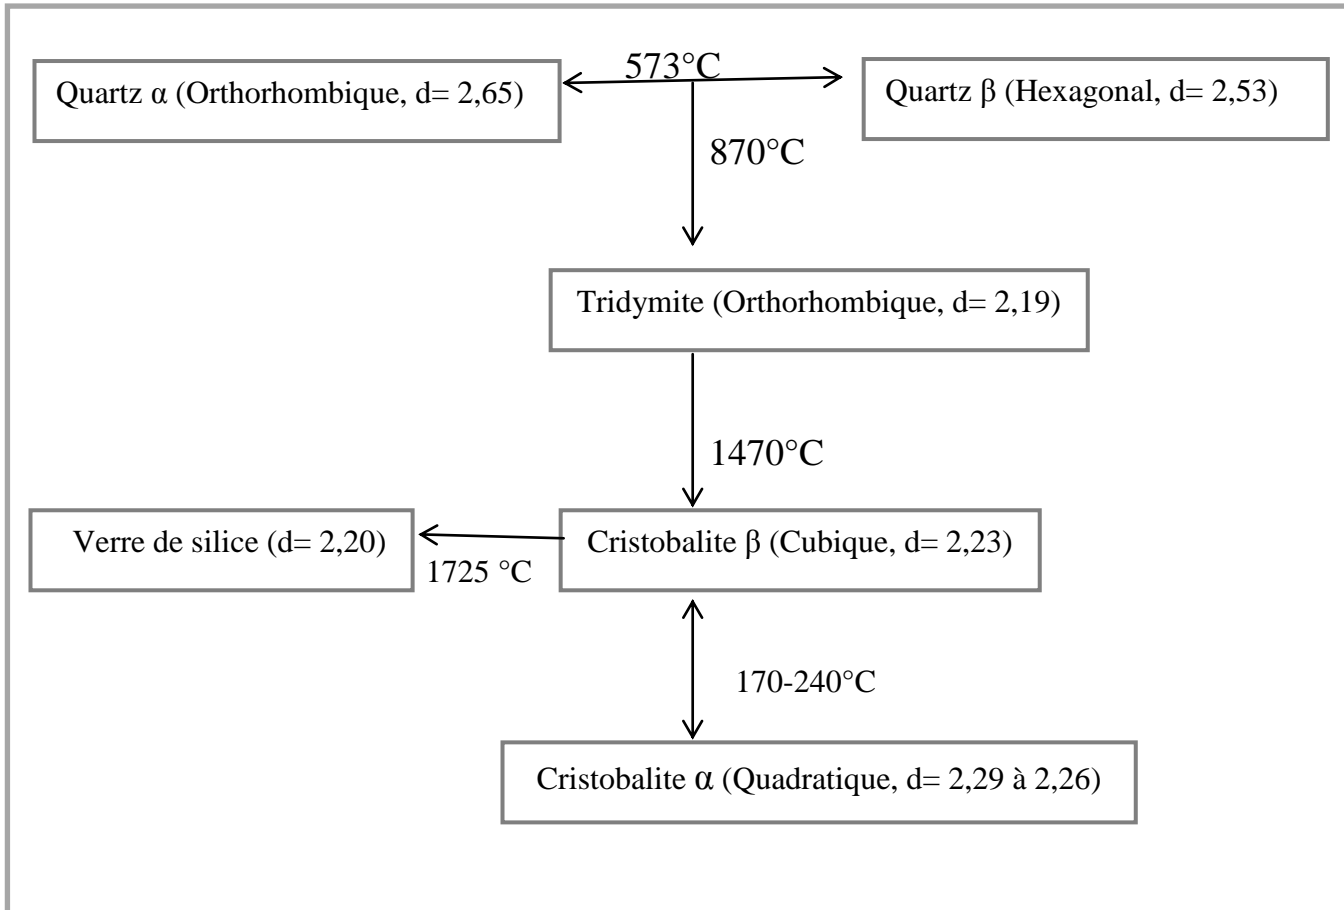 573°C
Quartz α (Orthorhombique, d= 2,65)
Quartz β (Hexagonal, d= 2,53)
870°C
Tridymite (Orthorhombique, d= 2,19)
1470°C
Verre de silice (d= 2,20)
Cristobalite β (Cubique, d= 2,23)
1725 °C
170-240°C
Cristobalite α (Quadratique, d= 2,29 à 2,26)